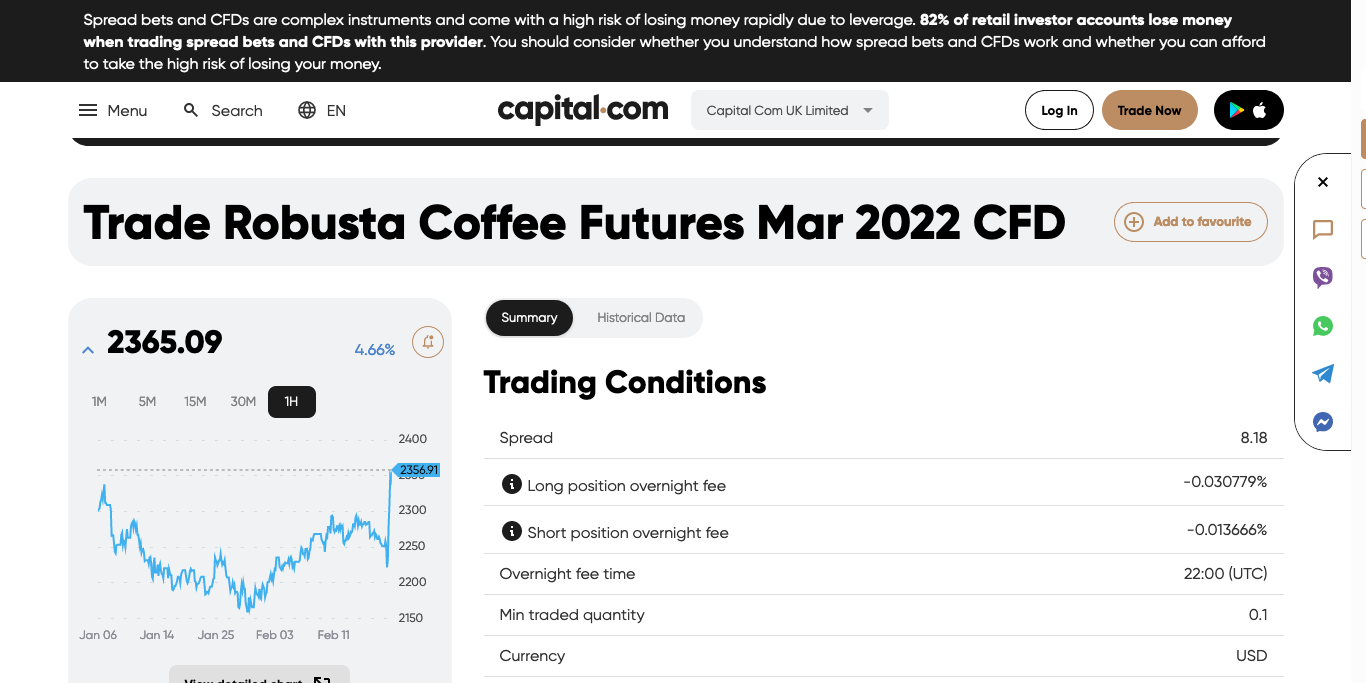 Spread bets and CFDs are complex instruments and come with a high risk of losing money rapidly due to leverage. 82% of retail investor accounts lose money
when trading spread bets and CFDs with this provider. You should consider whether you understand how spread bets and CFDs work and whether you can afford
to take the high risk of losing your money.
Menu
Search
EN
capital.com
Capital Com UK Limited
Log In
Trade Now
Trade Robusta Coffee Futures Mar 2022 CFD
Add to favourite
2365.09
4.66%
1M 5M 15M 30M 1H
2400
2356.91
2300
2250
2200
2150
Jan 06 Jan 14 Jan 25 Feb 03 Feb 11
View detailed chart
Summary
Historical Data
Trading Conditions
Spread 8.18
Long position overnight fee -0.030779%
Short position overnight fee -0.013666%
Overnight fee time 22:00 (UTC)
Min traded quantity 0.1
Currency USD